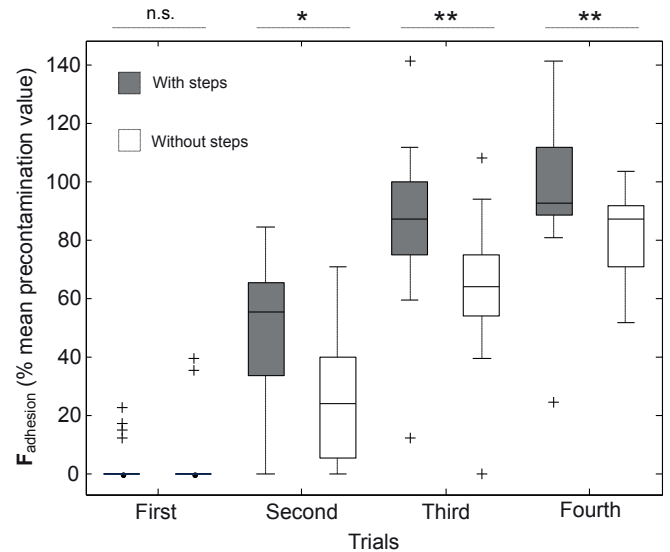 n.s. * ** **
140
120
100
80
60
40
20
0
F adhesion (% mean precontamination value)
With steps
Without steps
First Second Third Fourth
Trials